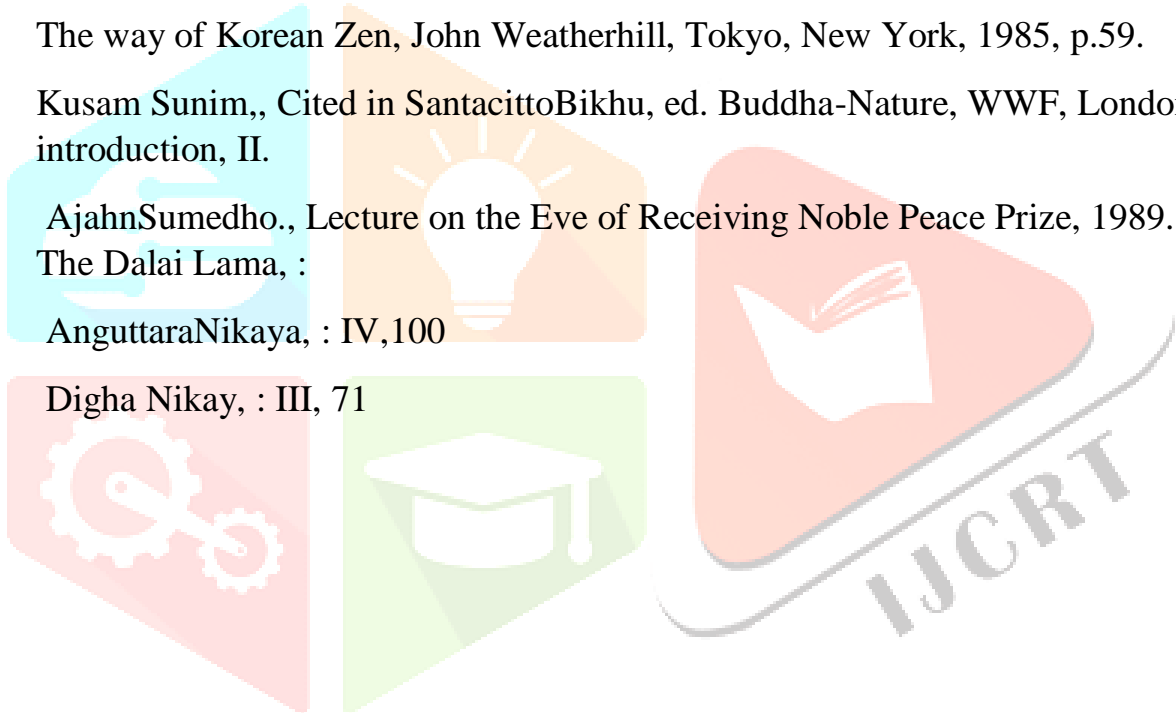 The way of Korean Zen, John Weatherhill, Tokyo, New York, 1985, p.59.
Kusam Sunim,, Cited in SantacittoBikhu, ed. Buddha-Nature, WWF, Londo
introduction, II.
AjahnSumedho., Lecture on the Eve of Receiving Noble Peace Prize, 1989.
The Dalai Lama, :
AnguttaraNikaya, : IV,100
Digha Nikay, : III, 71
IJCRT